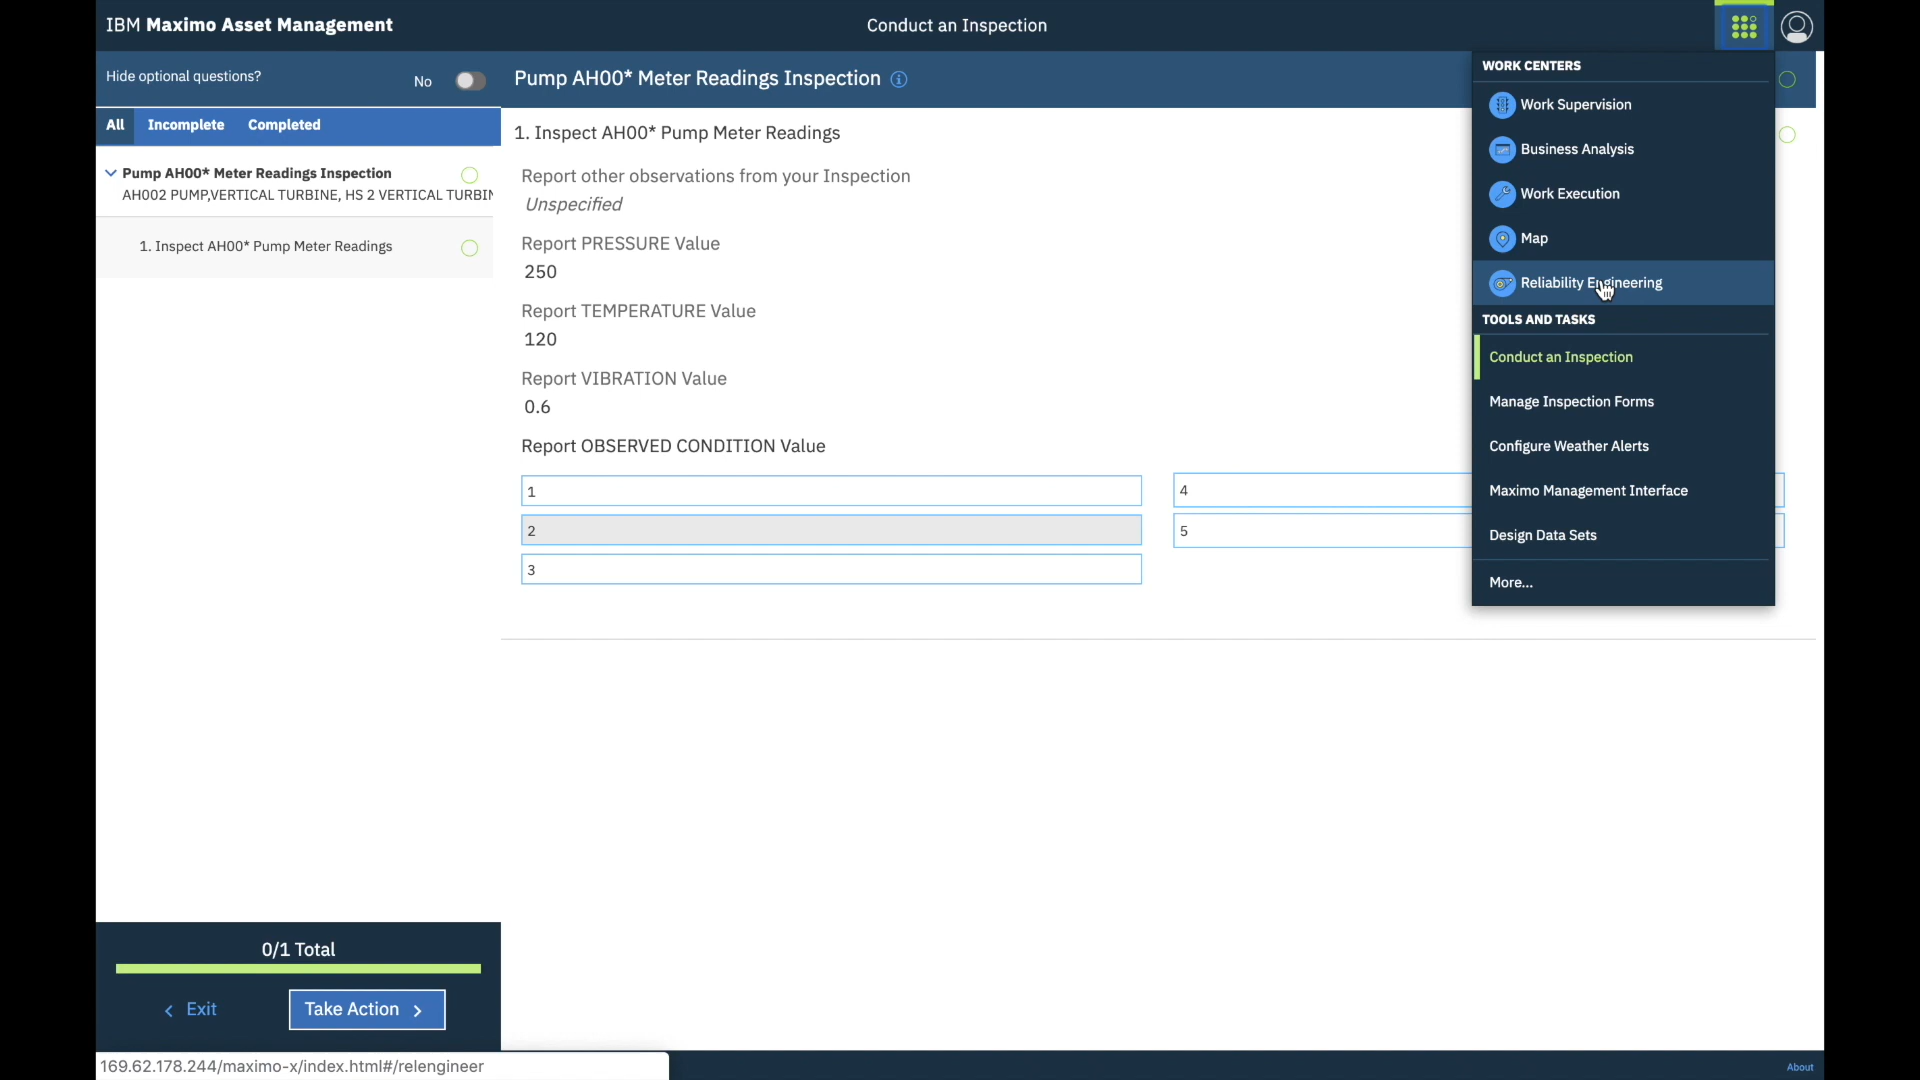 IBM Maximo Asset Management
Conduct an Inspection
Hide optional questions?
No
Pump AH00* Meter Readings Inspection
All
Incomplete
Completed
Pump AH00* Meter Readings Inspection
AH002 PUMP,VERTICAL TURBINE, HS 2 VERTICAL TURBIN
1. Inspect AH00* Pump Meter Readings
1. Inspect AH00* Pump Meter Readings
Report other observations from your Inspection
Unspecified
Report PRESSURE Value
250
Report TEMPERATURE Value
120
Report VIBRATION Value
0.6
Report OBSERVED CONDITION Value
1
2
3
4
5
WORK CENTERS
Work Supervision
Business Analysis
Work Execution
Map
Reliability Engineering
TOOLS AND TASKS
Conduct an Inspection
Manage Inspection Forms
Configure Weather Alerts
Maximo Management Interface
Design Data Sets
More...
0/1 Total
Exit
Take Action
169.62.178.244/maximo-x/index.html#/relengineer
About